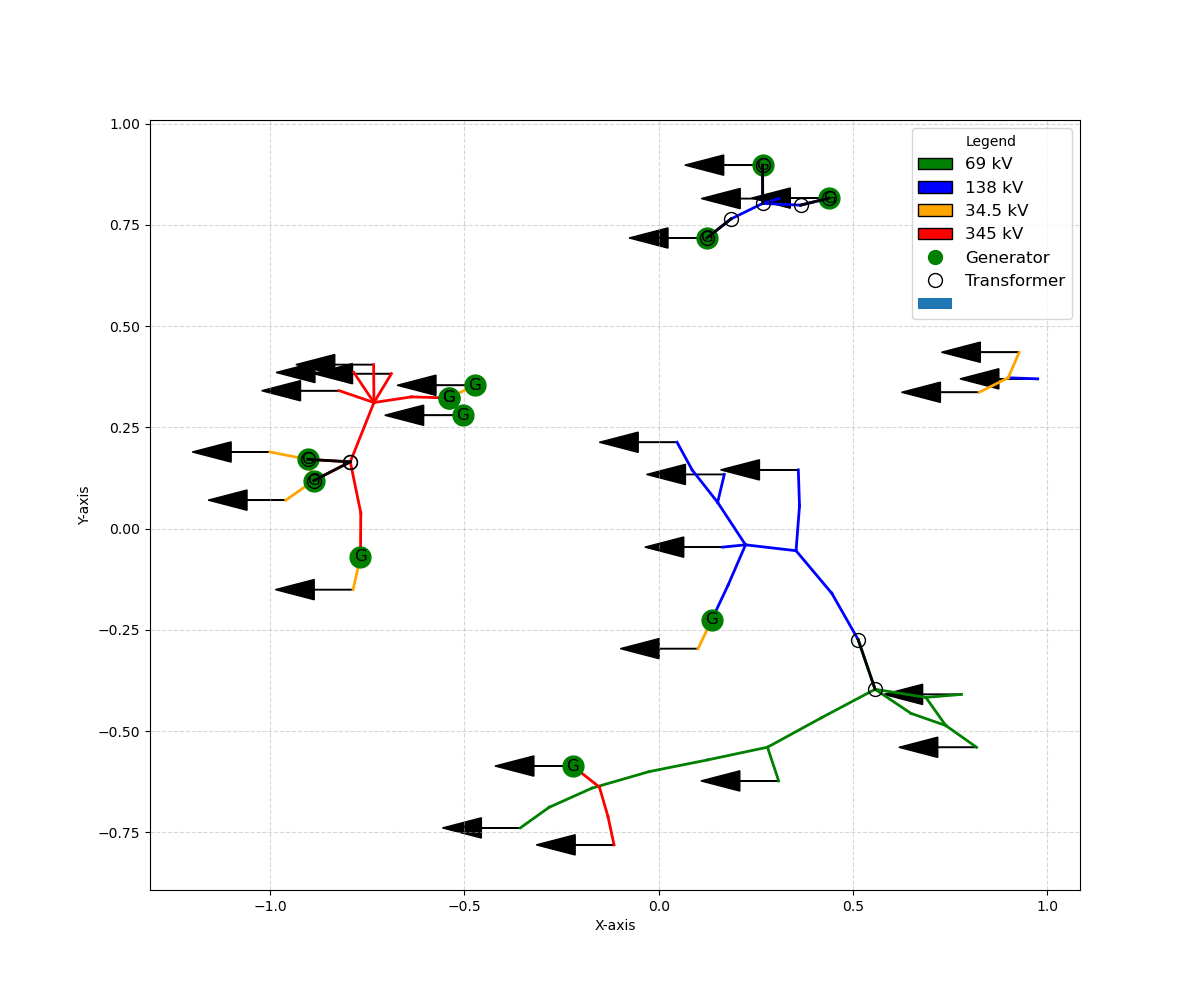 Legend
69 kV
138 kV
34.5 kV
345 kV
Generator
Transformer
1.00
0.75
0.50
0.25
0.00
−0.25
−0.50
−0.75
Y-axis
G
G
G
G
G
G
G
G
G
G
G
−1.0
−0.5
0.0
0.5
1.0
X-axis